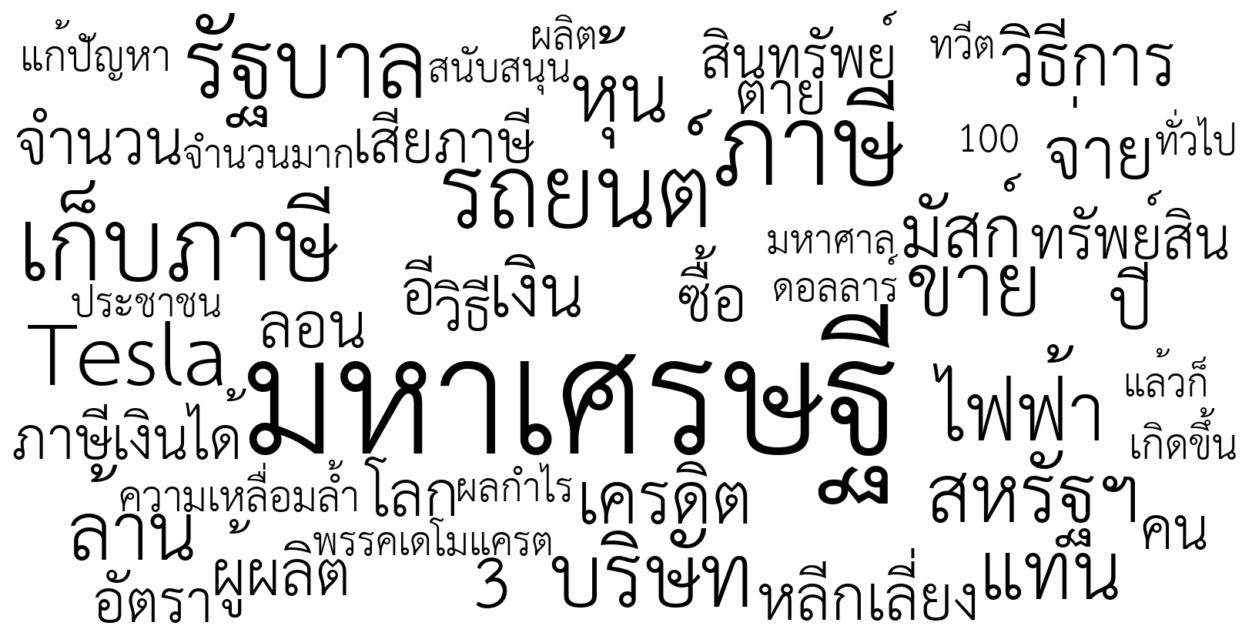 แก้ปัญหา รัฐบาล สนับสนุน ผลิต หุ้น สินทรัพย์ ทวีต วิธีการ
ตาย
จำนวน จำนวนมาก เสียภาษี รถยนต์ ภาษี 100 จ่าย ทั่วไป
เก็บภาษี มหาศาล มัสก์ ทรัพย์สิน
ประชาชน อี วิธี เงิน ซื้อ ดอลลาร์ ขาย ปี
Tesla ลอน มหาเศรษฐี ไฟฟ้า แล้วก็
ภาษีเงินได้ เกิดขึ้น
ล้าน ความเหลื่อมล้ำ โลก ผลกำไร เครดิต สหรัฐฯ คน
อัตรา ผู้ผลิต พรรคเดโมแครต 3 บริษัท หลีกเลี่ยง แทน